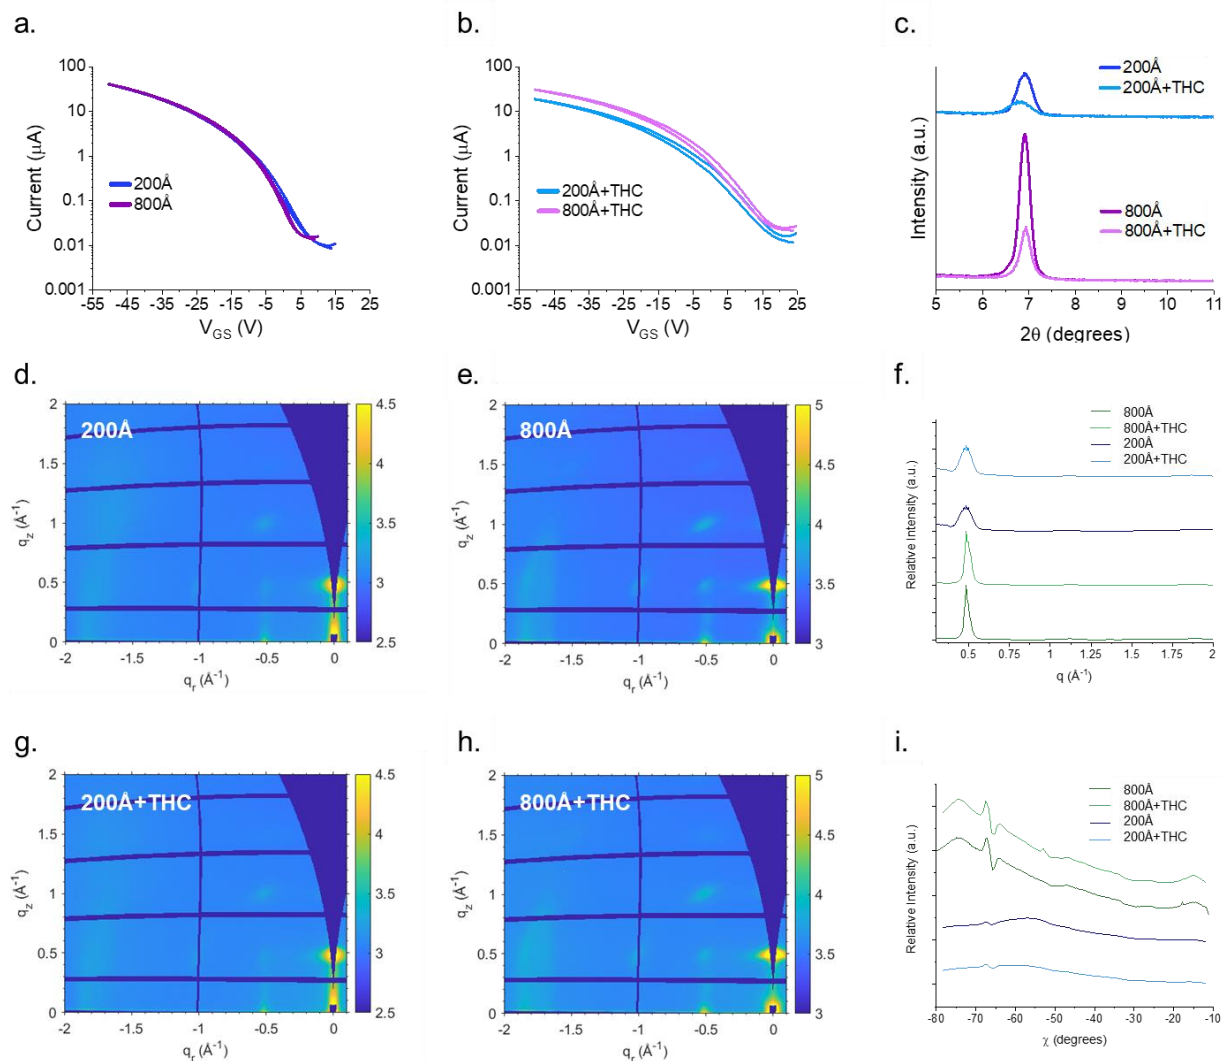 a.
100
10
1
0.1
0.01
0.001
Current (µA)
200Å
800Å
-55 -45 -35 -25 -15 -5 5 15 25
V_GS (V)
b.
100
10
1
0.1
0.01
0.001
Current (µA)
200Å+THC
800Å+THC
-55 -45 -35 -25 -15 -5 5 15 25
V_GS (V)
c.
Intensity (a.u.)
200Å
200Å+THC
800Å
800Å+THC
5 6 7 8 9 10 11
2θ (degrees)
d.
200Å
2
1.5
1
0.5
0
q_z (Å⁻¹)
-2 -1.5 -1 -0.5 0
q_r (Å⁻¹)
4.5
4
3.5
3
2.5
e.
800Å
2
1.5
1
0.5
0
q_z (Å⁻¹)
-2 -1.5 -1 -0.5 0
q_r (Å⁻¹)
5
4.5
4
3.5
3
f.
800Å
800Å+THC
200Å
200Å+THC
Relative Intensity (a.u.)
0.5 0.75 1 1.25 1.5 1.75 2
q (Å⁻¹)
g.
200Å+THC
2
1.5
1
0.5
0
q_z (Å⁻¹)
-2 -1.5 -1 -0.5 0
q_r (Å⁻¹)
4.5
4
3.5
3
2.5
h.
800Å+THC
2
1.5
1
0.5
0
q_z (Å⁻¹)
-2 -1.5 -1 -0.5 0
q_r (Å⁻¹)
5
4.5
4
3.5
3
i.
800Å
800Å+THC
200Å
200Å+THC
Relative Intensity (a.u.)
-80 -70 -60 -50 -40 -30 -20 -10
χ (degrees)